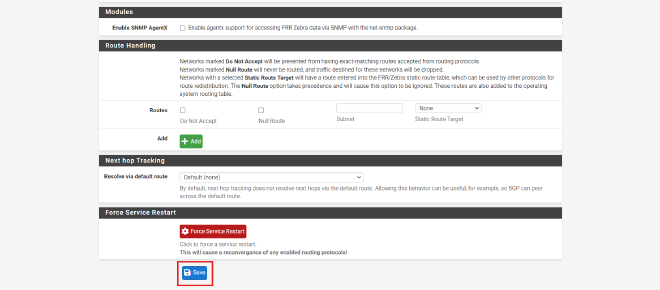 Modules
Enable SNMP AgentX
Enable agentx support for accessing FRR Zebra data via SNMP with the net-snmp package.
Route Handling
Networks marked Do Not Accept will be prevented from having exact-matching routes accepted from routing protocols
Networks marked Null Route will never be routed, and traffic destined for these networks will be dropped.
Networks with a selected Static Route Target will have a route entered into the FRR/Zebra static route table, which can be used by other protocols for
route redistribution. The Null Route option takes precedence and will cause this option to be ignored. These routes are also added to the operating
system routing table.
Routes
None
Do Not Accept
Null Route
Subnet
Static Route Target
Add
Add
Next hop Tracking
Resolve via default route
Default (none)
By default, next hop tracking does not resolve next hops via the default route. Allowing this behavior can be useful, for example, so BGP can peer
across the default route.
Force Service Restart
Force Service Restart
Click to force a service restart.
This will cause a reconvergence of any enabled routing protocols!
Save